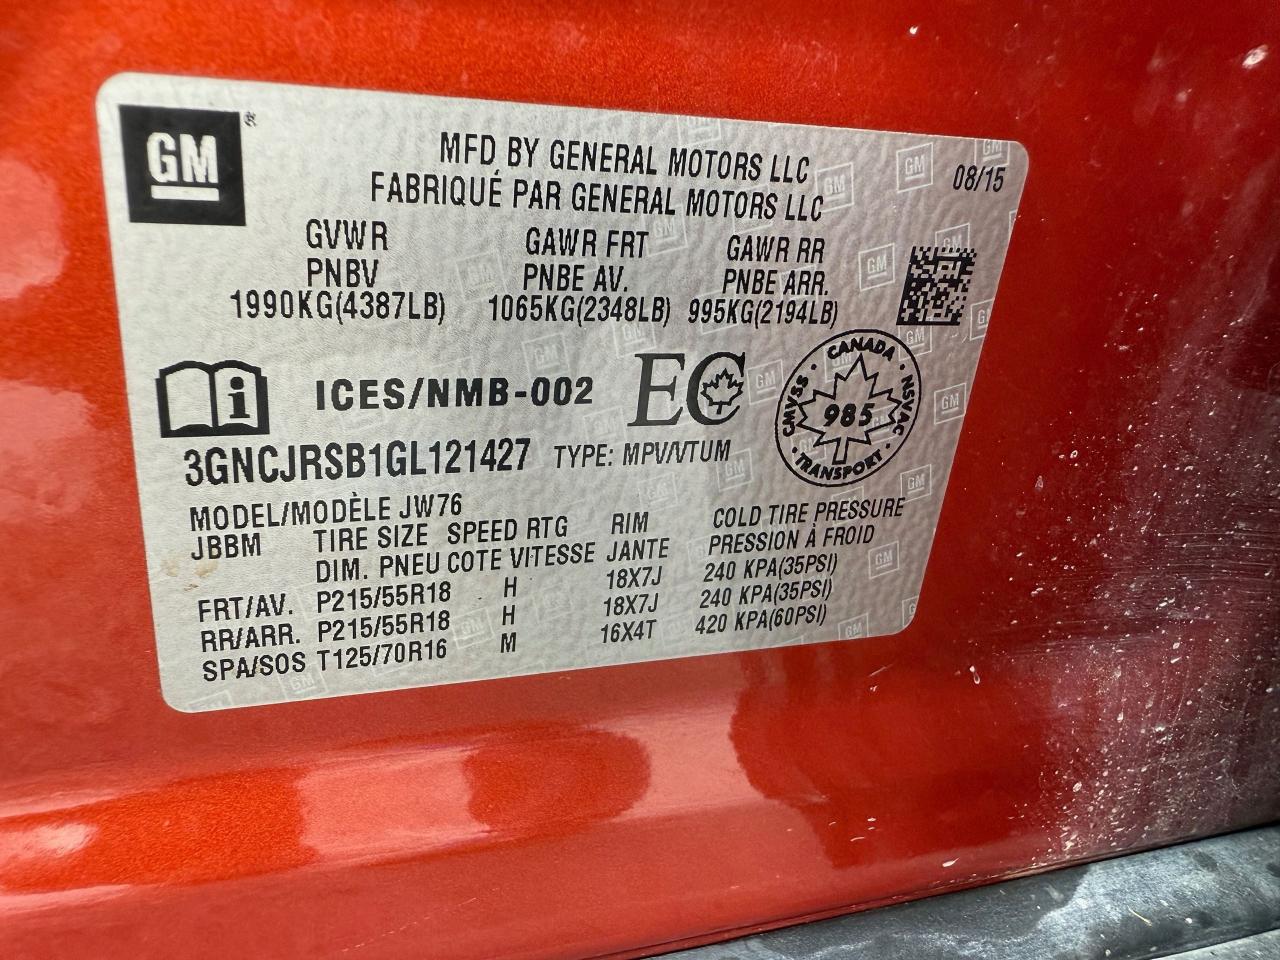 GM®
MFD BY GENERAL MOTORS LLC
FABRIQUÉ PAR GENERAL MOTORS LLC
08/15
GVWR GAWR FRT GAWR RR
PNBV PNBE AV. PNBE ARR.
1990KG(4387LB) 1065KG(2348LB) 995KG(2194LB)
ICES/NMB-002 EC
CANADA
CMVSS 985 NSVAC
TRANSPORT
3GNCJRSB1GL121427 TYPE: MPV/VTUM
MODEL/MODÈLE JW76
JBBM TIRE SIZE SPEED RTG RIM COLD TIRE PRESSURE
DIM. PNEU COTE VITESSE JANTE PRESSION À FROID
FRT/AV. P215/55R18 H 18X7J 240 KPA(35PSI)
RR/ARR. P215/55R18 H 18X7J 240 KPA(35PSI)
SPA/SOS T125/70R16 M 16X4T 420 KPA(60PSI)